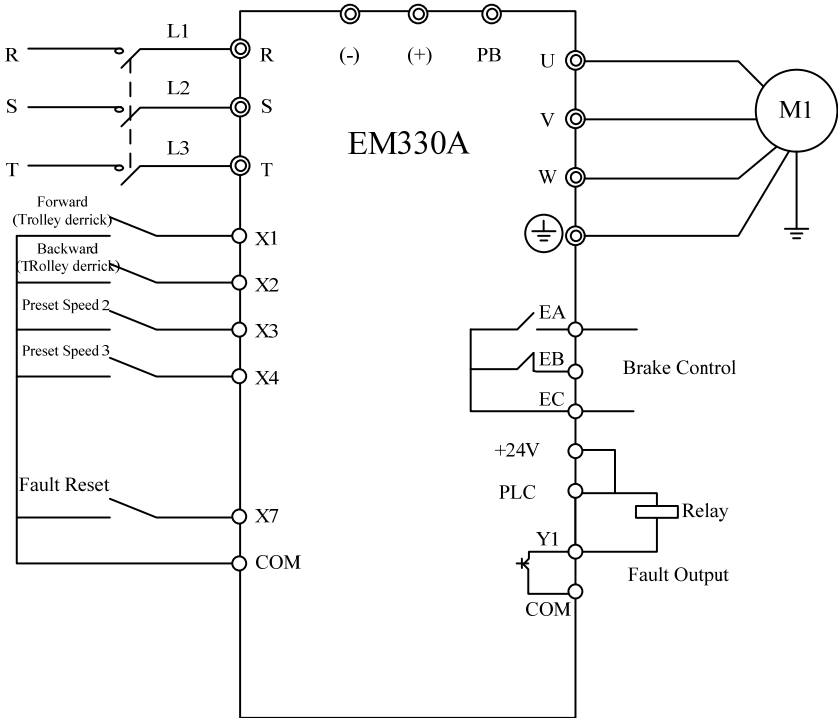 L1
R
R
(-)
(+)
PB
U
L2
S
S
V
M1
EM330A
L3
T
T
W
Forward
(Trolley derrick)
X1
Backward
(TRolley derrick)
X2
Preset Speed 2
X3
Preset Speed 3
X4
EA
EB
Brake Control
EC
+24V
Fault Reset
PLC
X7
Relay
Y1
COM
Fault Output
COM